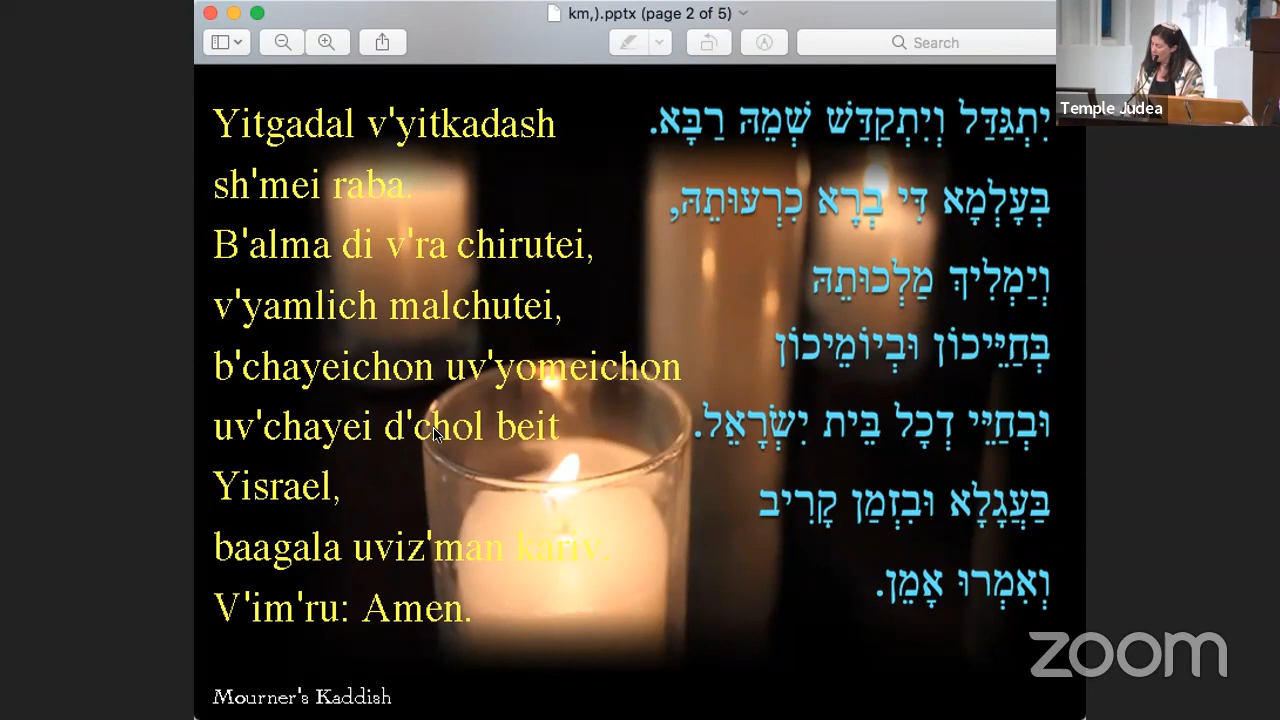 km,).pptx (page 2 of 5)
Search
Temple Judea
Yitgadal v'yitkadash
sh'mei raba.
B'alma di v'ra chirutei,
v'yamlich malchutei,
b'chayeichon uv'yomeichon
uv'chayei d'chol beit
Yisrael,
baagala uviz'man kariv.
V'im'ru: Amen.
יִתְגַּדַּל וְיִתְקַדַּשׁ שְׁמֵהּ רַבָּא.
בְּעָלְמָא דִּי בְרָא כִרְעוּתֵהּ,
וְיַמְלִיךְ מַלְכוּתֵהּ
בְּחַיֵּיכוֹן וּבְיוֹמֵיכוֹן
וּבְחַיֵּי דְכָל בֵּית יִשְׂרָאֵל.
בַּעֲגָלָא וּבִזְמַן קָרִיב
וְאִמְרוּ אָמֵן.
Mourner's Kaddish
zoom